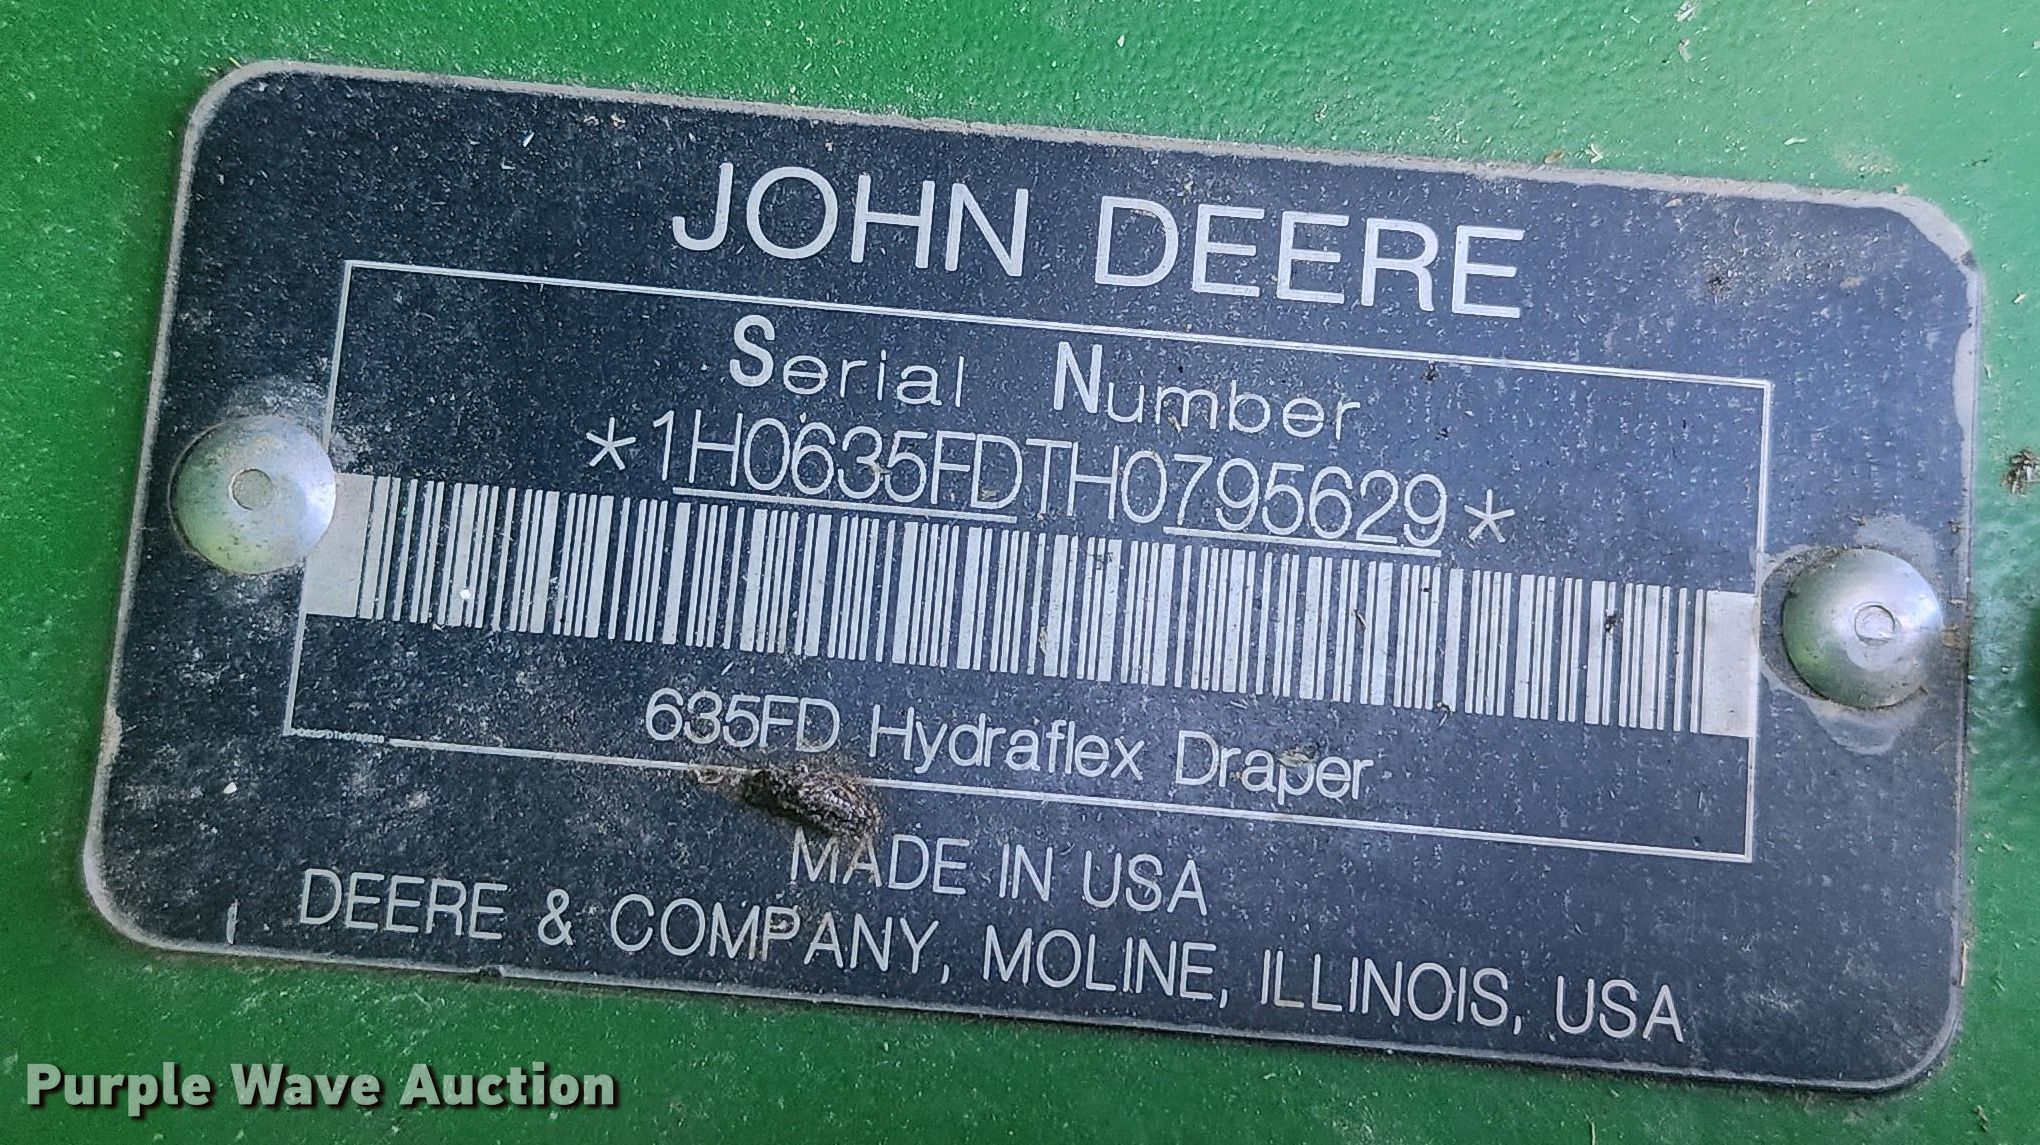 JOHN DEERE
Serial Number
*1H0635FDTH0795629*
635FD Hydraflex Draper
MADE IN USA
DEERE & COMPANY, MOLINE, ILLINOIS, USA
Purple Wave Auction